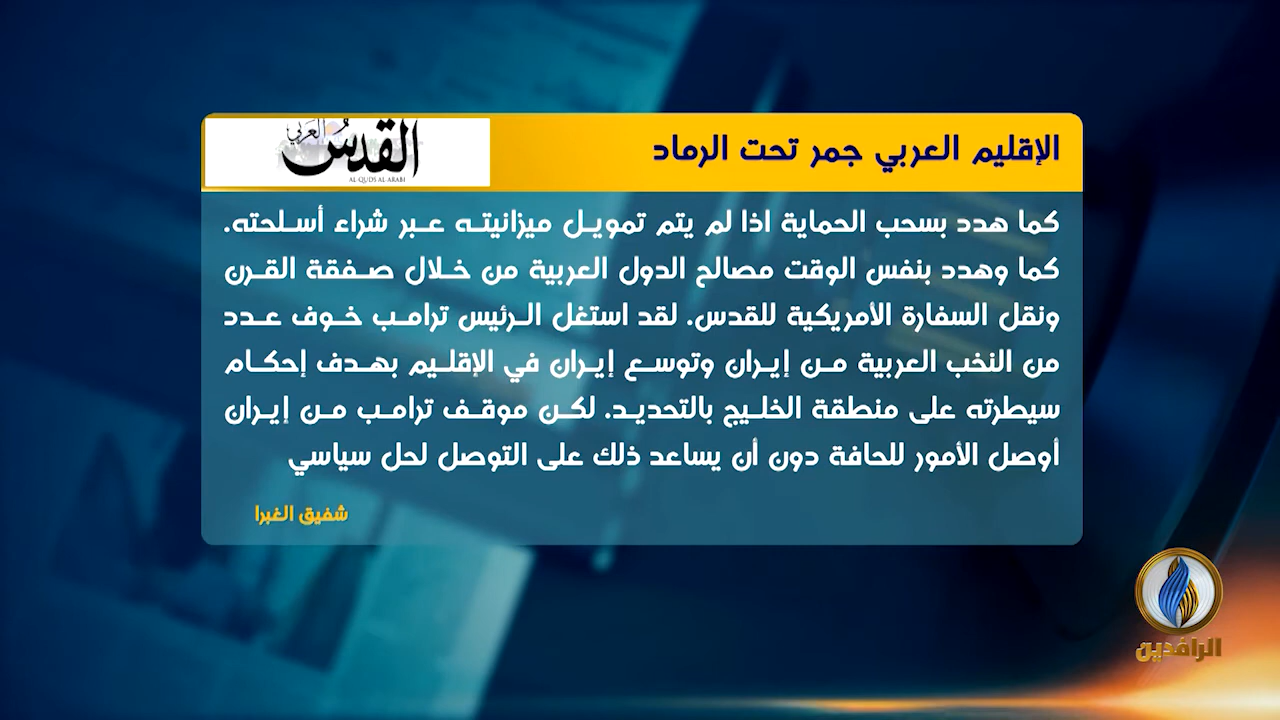 الإقليم العربي جمر تحت الرماد
القدس العربي
AL-QUDS AL-ARABI
كما هدد بسحب الحماية اذا لم يتم تمويل ميزانيته عبر شراء أسلحته.
كما وهدد بنفس الوقت مصالح الدول العربية من خلال صفقة القرن
ونقل السفارة الأمريكية للقدس. لقد استغل الرئيس ترامب خوف عدد
من النخب العربية من إيران وتوسع إيران في الإقليم بهدف إحكام
سيطرته على منطقة الخليج بالتحديد. لكن موقف ترامب من إيران
أوصل الأمور للحافة دون أن يساعد ذلك على التوصل لحل سياسي
شفيق الغبرا
الرافدين